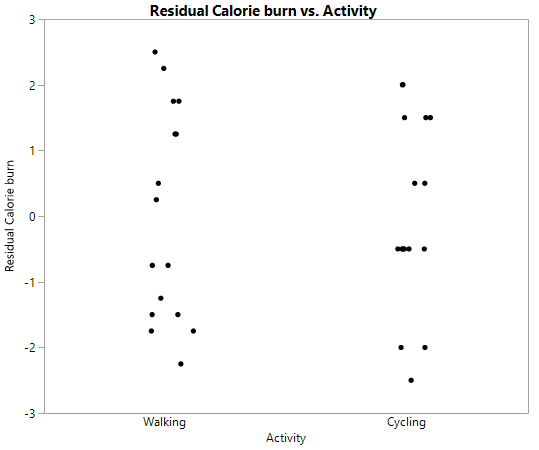 Residual Calorie burn vs. Activity
3
2
1
0
-1
-2
-3
Residual Calorie burn
Walking Cycling
Activity